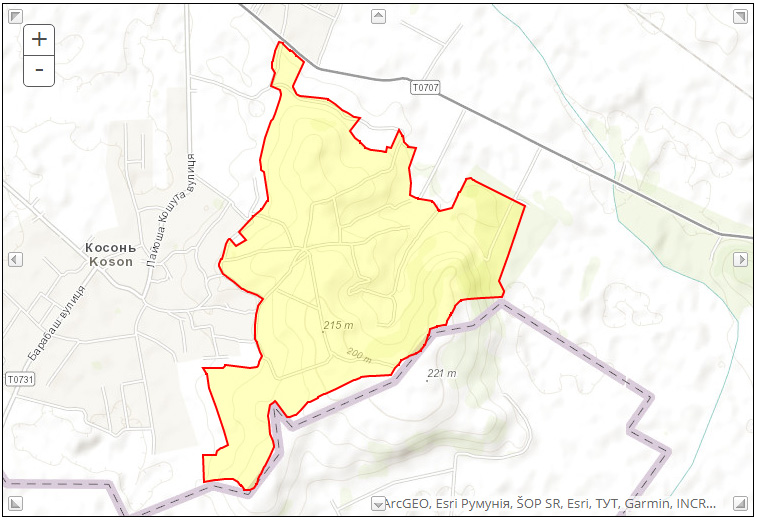 +
-
T0707
Лайоша Кошута вулиця
Косонь
Koson
Барабаш вулиця
215 m
200 m
221 m
T0731
ArcGEO, Esri Румунія, ŠOP SR, Esri, ТУТ, Garmin, INCR...